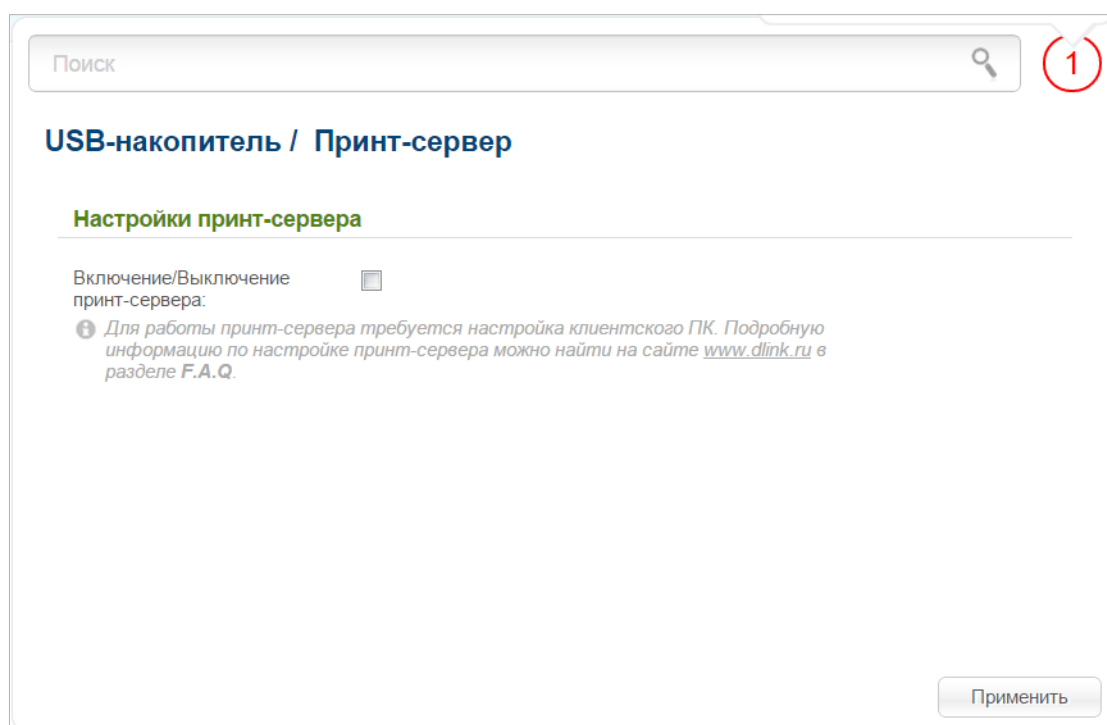 Поиск
1
USB-накопитель / Принт-сервер
Настройки принт-сервера
Включение/Выключение
принт-сервера:
Для работы принт-сервера требуется настройка клиентского ПК. Подробную
информацию по настройке принт-сервера можно найти на сайте www.dlink.ru в
разделе F.A.Q.
Применить